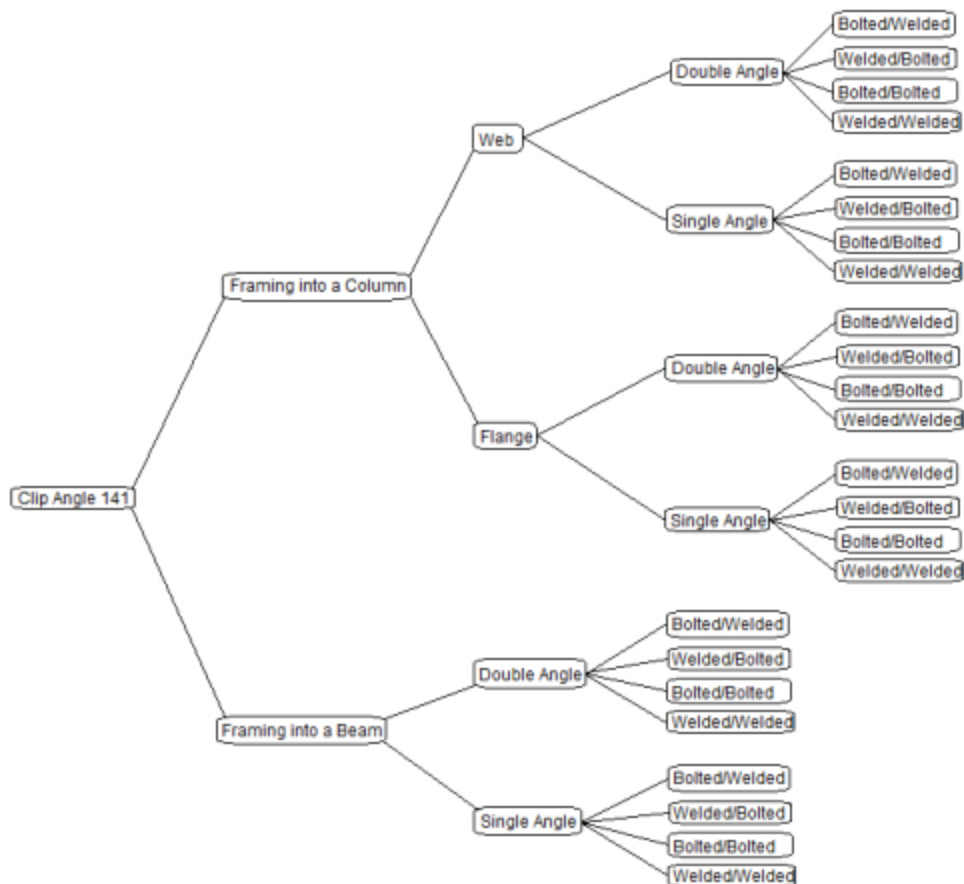 Bolted/Welded
Welded/Bolted
Double Angle
Bolted/Bolted
Welded/Welded
Web
Bolted/Welded
Welded/Bolted
Single Angle
Bolted/Bolted
Welded/Welded
Framing into a Column
Bolted/Welded
Welded/Bolted
Double Angle
Bolted/Bolted
Welded/Welded
Flange
Bolted/Welded
Welded/Bolted
Single Angle
Bolted/Bolted
Welded/Welded
Clip Angle 141
Bolted/Welded
Welded/Bolted
Double Angle
Bolted/Bolted
Welded/Welded
Framing into a Beam
Bolted/Welded
Welded/Bolted
Single Angle
Bolted/Bolted
Welded/Welded